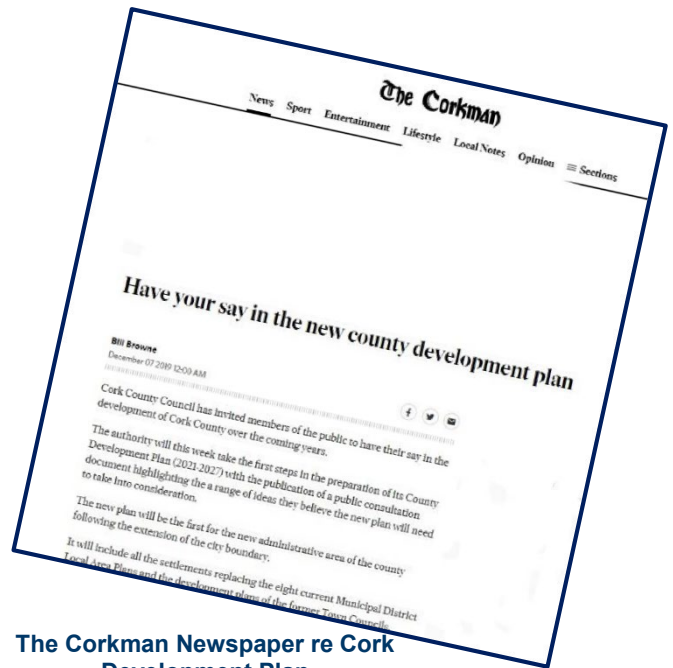 The Corkman
News Sport Entertainment Lifestyle Local Notes Opinion ≡ Sections
Have your say in the new county development plan
Bill Browne
December 07 2019 12:00 AM
Cork County Council has invited members of the public to have their say in the
development of Cork County over the coming years.
The authority will this week take the first steps in the preparation of its County
Development Plan (2021-2027) with the publication of a public consultation
document highlighting the range of ideas they believe the new plan will need
to take into consideration.
The new plan will be the first for the new administrative area of the county
following the extension of the city boundary.
It will include all the settlements replacing the eight current Municipal District
Local Area Plans and the development plans of the former Town Councils
The Corkman Newspaper re Cork
Development Plan